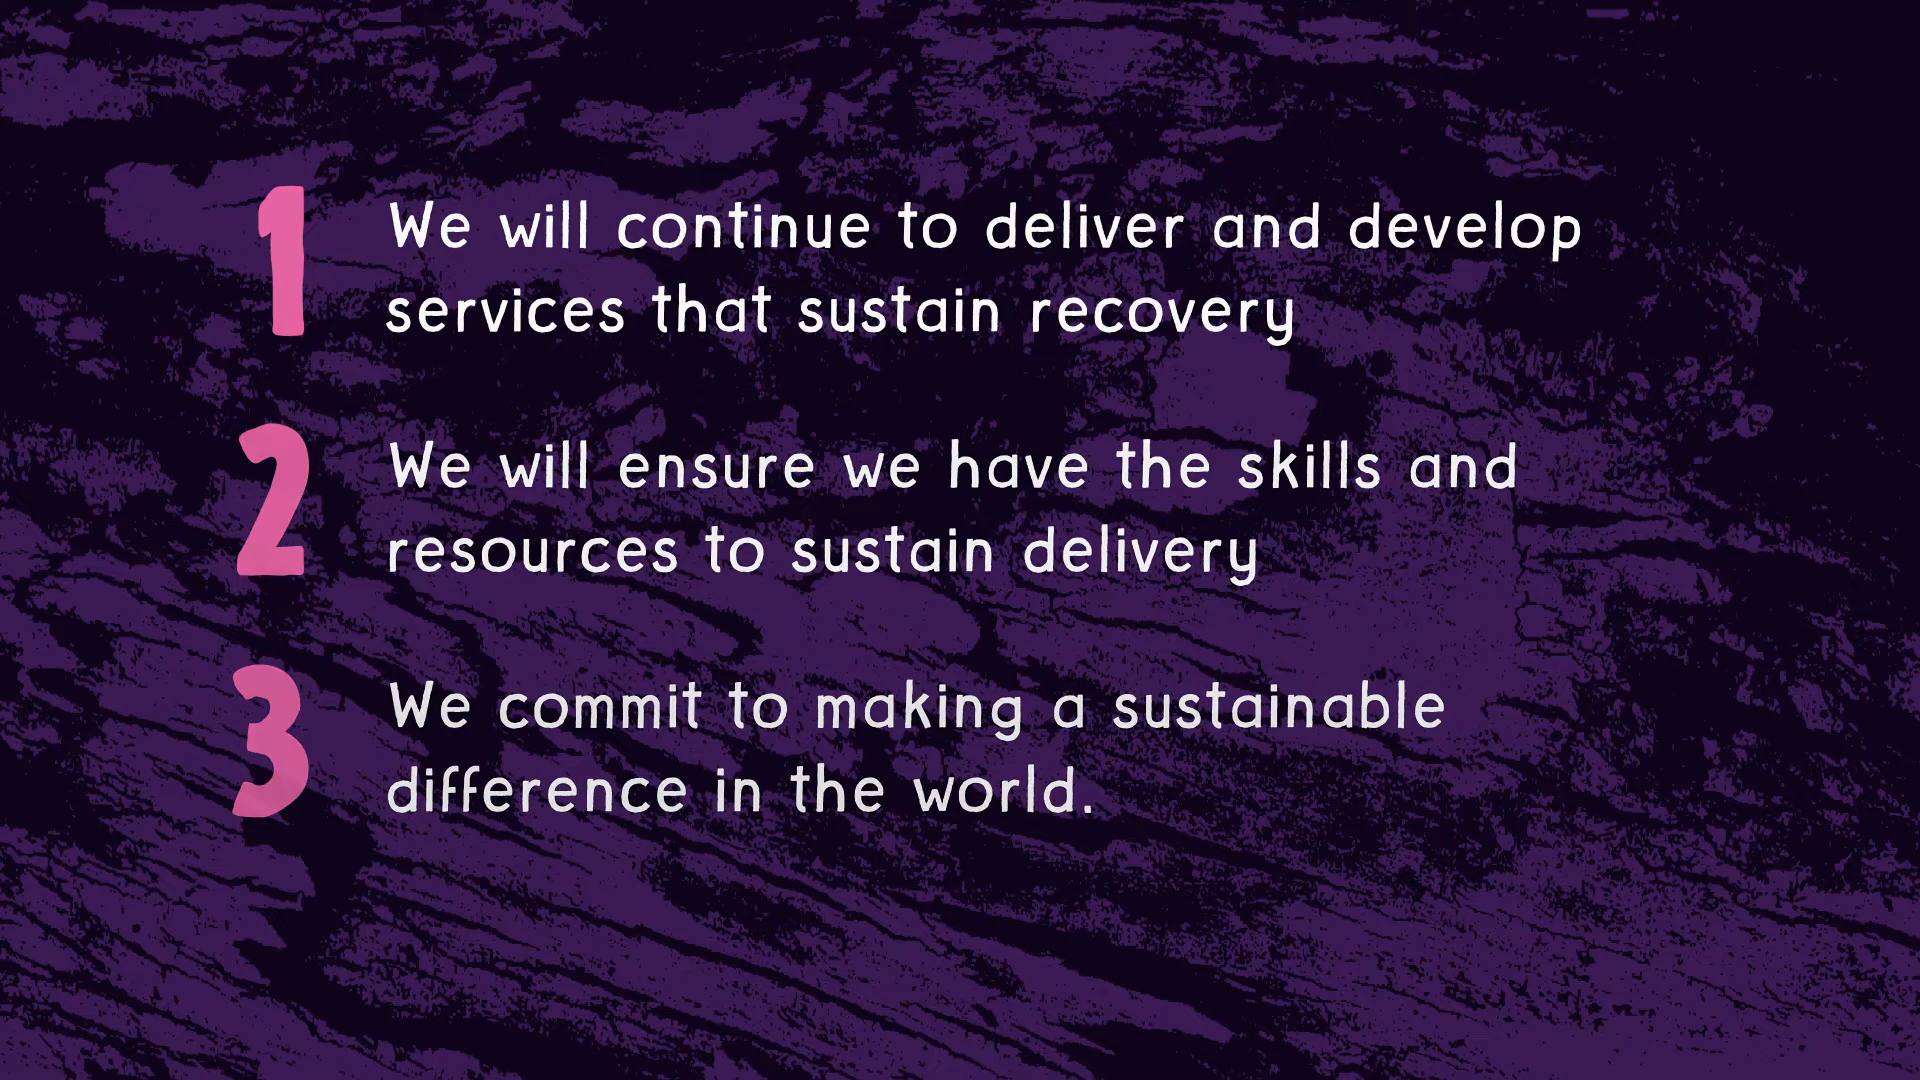 1 We will continue to deliver and develop
services that sustain recovery
2 We will ensure we have the skills and
resources to sustain delivery
3 We commit to making a sustainable
difference in the world.